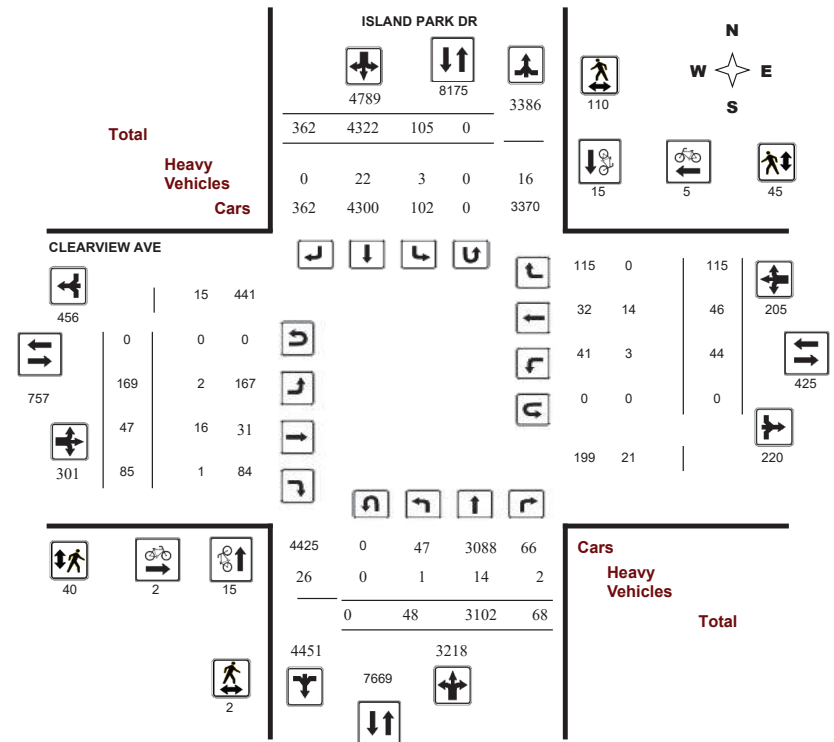 ISLAND PARK DR
N
W E
S
4789 8175 3386 110
Total 362 4322 105 0
Heavy
Vehicles 0 22 3 0 16
Cars 362 4300 102 0 3370
15 5 45
CLEARVIEW AVE
456 15 441
0 0 0
757 169 2 167
47 16 31
301 85 1 84
115 0 115
32 14 46 205
41 3 44
425
0 0 0
199 21 220
4425 0 47 3088 66 Cars
26 0 1 14 2 Heavy
Vehicles
0 48 3102 68 Total
40 2 15
4451 3218
7669
2